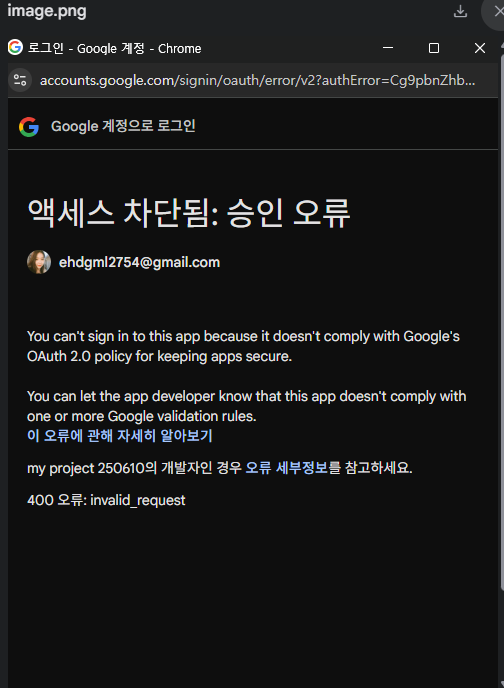 image.png
로그인 - Google 계정 - Chrome
accounts.google.com/signin/oauth/error/v2?authError=Cg9pbnZhb...
Google 계정으로 로그인
액세스 차단됨: 승인 오류
ehdgml2754@gmail.com
You can't sign in to this app because it doesn't comply with Google's
OAuth 2.0 policy for keeping apps secure.
You can let the app developer know that this app doesn't comply with
one or more Google validation rules.
이 오류에 관해 자세히 알아보기
my project 250610의 개발자인 경우 오류 세부정보를 참고하세요.
400 오류: invalid_request